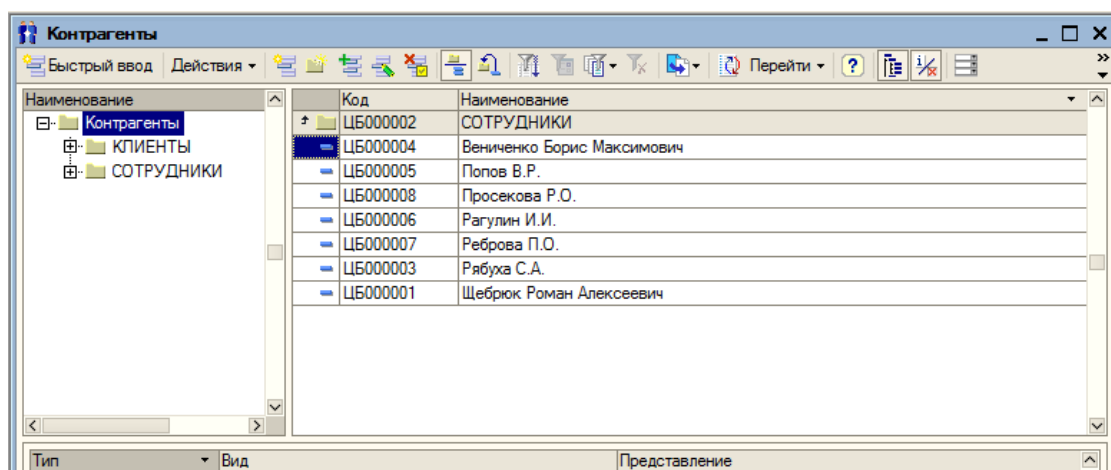 Контрагенты
Быстрый ввод Действия Перейти
Наименование
Контрагенты
КЛИЕНТЫ
СОТРУДНИКИ
Код Наименование
ЦБ000002 СОТРУДНИКИ
ЦБ000004 Вениченко Борис Максимович
ЦБ000005 Попов В.Р.
ЦБ000008 Просекова Р.О.
ЦБ000006 Рагулин И.И.
ЦБ000007 Реброва П.О.
ЦБ000003 Рябуха С.А.
ЦБ000001 Щебрюк Роман Алексеевич
Тип Вид Представление